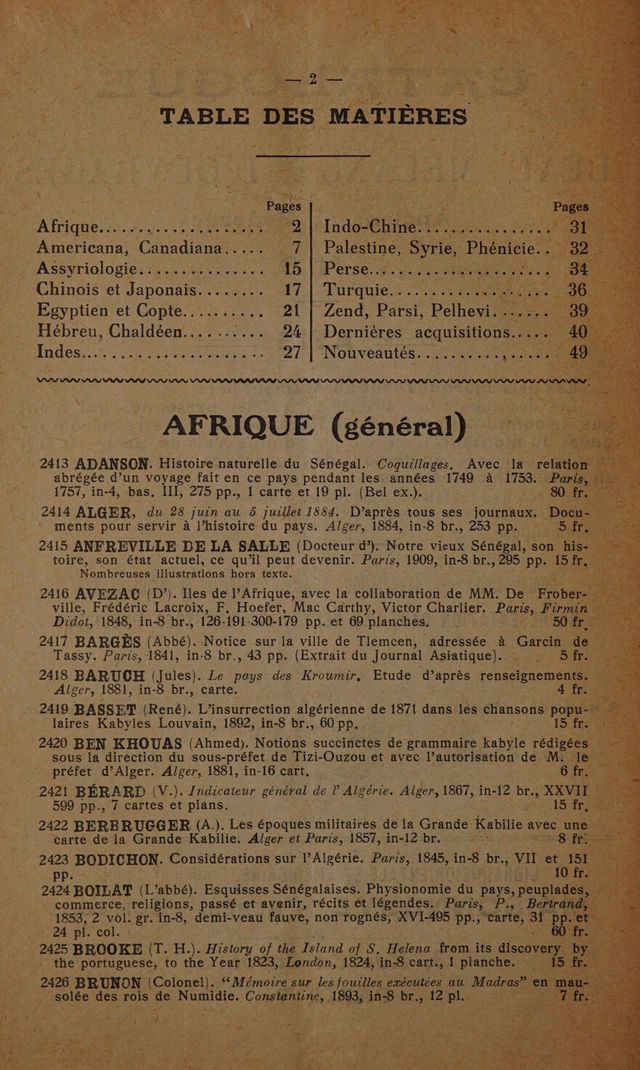 — 2 —
TABLE DES MATIÈRES
Pages
Afrique........................ 2
Americana, Canadiana..... 7
Assyriologie............... 15
Chinois et Japonais........ 17
Egyptien et Copte.......... 21
Hébreu, Chaldéen.......... 24
Indes....................... 27
Pages
Indo-Chine................ 31
Palestine, Syrie, Phénicie.. 32
Perse....................... 34
Turquie.................... 36
Zend, Parsi, Pelhevi....... 39
Dernières acquisitions..... 40
Nouveautés................ 49
AFRIQUE (général)
2413 ADANSON. Histoire naturelle du Sénégal. Coquillages. Avec la relation
abrégée d'un voyage fait en ce pays pendant les années 1749 à 1753. Paris,
1757, in-4, bas. III, 275 pp., 1 carte et 19 pl. (Bel ex.). 80 fr.
2414 ALGER, du 28 juin au 5 juillet 1884. D'après tous ses journaux. Docu-
ments pour servir à l'histoire du pays. Alger, 1884, in-8 br., 253 pp. 5 fr.
2415 ANFREVILLE DE LA SALLE (Docteur d'). Notre vieux Sénégal, son his-
toire, son état actuel, ce qu'il peut devenir. Paris, 1909, in-8 br., 295 pp. 15 fr.
Nombreuses illustrations hors texte.
2416 AVEZAC (D'). Iles de l'Afrique, avec la collaboration de MM. De Frober-
ville, Frédéric Lacroix, F. Hoefer, Mac Carthy, Victor Charlier. Paris, Firmin
Didot, 1848, in-8 br., 126-191-300-179 pp. et 69 planches. 50 fr.
2417 BARGÈS (Abbé). Notice sur la ville de Tlemcen, adressée à Garcin de
Tassy. Paris, 1841, in-8 br., 43 pp. (Extrait du Journal Asiatique). 5 fr.
2418 BARUCH (Jules). Le pays des Kroumir, Etude d'après renseignements.
Alger, 1881, in-8 br., carte. 4 fr.
2419 BASSET (René). L'insurrection algérienne de 1871 dans les chansons popu-
laires Kabyles Louvain, 1892, in-8 br., 60 pp. 15 fr.
2420 BEN KHOUAS (Ahmed). Notions succinctes de grammaire kabyle rédigées
sous la direction du sous-préfet de Tizi-Ouzou et avec l'autorisation de M. le
préfet d'Alger. Alger, 1881, in-16 cart. 6 fr.
2421 BÉRARD (V.). Indicateur général de l'Algérie. Alger, 1867, in-12 br., XXVII
599 pp., 7 cartes et plans. 15 fr.
2422 BERBRUGGER (A.). Les époques militaires de la Grande Kabilie avec une
carte de la Grande Kabilie. Alger et Paris, 1857, in-12 br. 8 fr.
2423 BODICHON. Considérations sur l'Algérie. Paris, 1845, in-8 br., VII et 151
pp. 10 fr.
2424 BOILAT (L'abbé). Esquisses Sénégalaises. Physionomie du pays, peuplades,
commerce, religions, passé et avenir, récits et légendes. Paris, P., Bertrand,
1853, 2 vol. gr. in-8, demi-veau fauve, non rognés, XVI-495 pp., carte, 31 pp. et
24 pl. col. 60 fr.
2425 BROOKE (T. H.). History of the Island of S, Helena from its discovery by
the portuguese, to the Year 1823, London, 1824, in-8 cart., 1 planche. 15 fr.
2426 BRUNON (Colonel). "Mémoire sur les fouilles exécutées au Madras" en mau-
solée des rois de Numidie. Constantine, 1893, in-8 br., 12 pl. 7 fr.